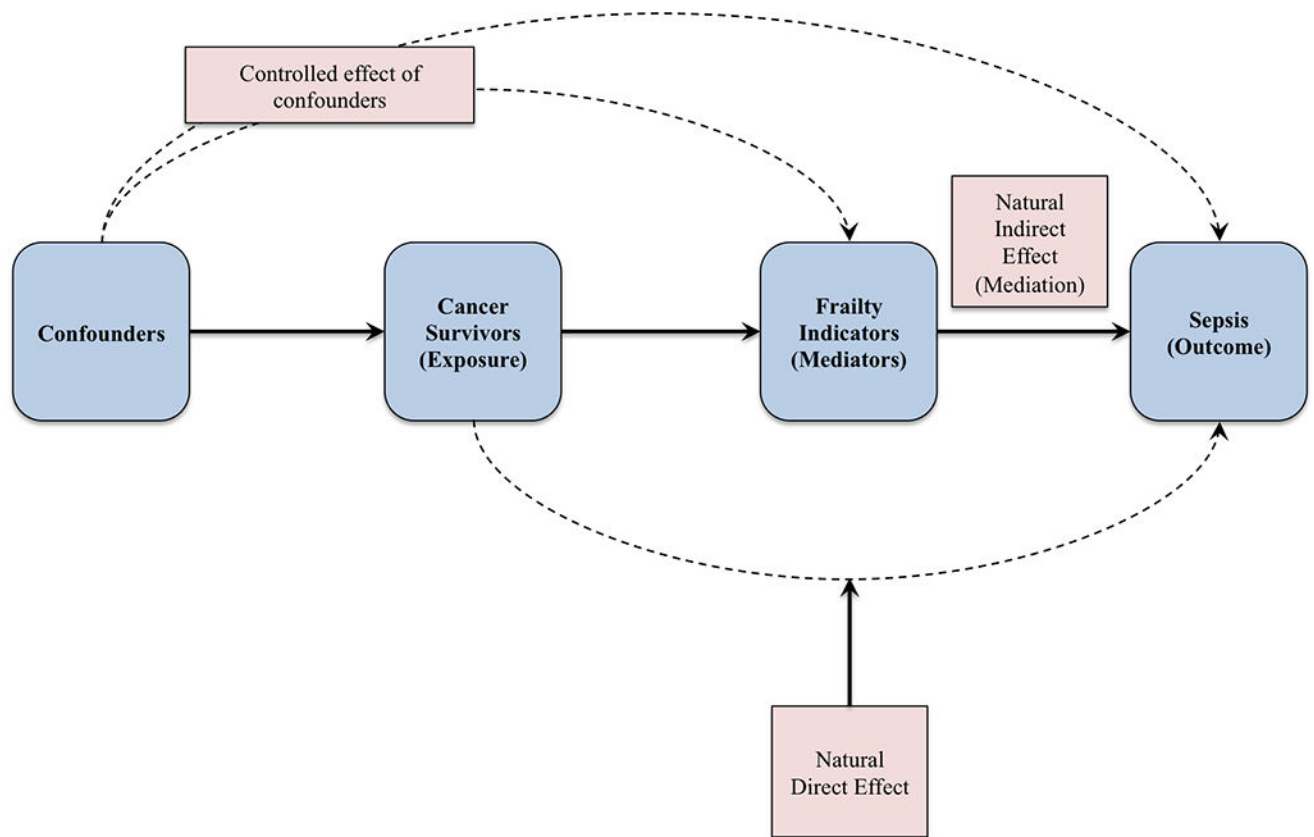 Controlled effect of
confounders
Natural
Indirect
Effect
(Mediation)
Confounders
Cancer
Survivors
(Exposure)
Frailty
Indicators
(Mediators)
Sepsis
(Outcome)
Natural
Direct Effect